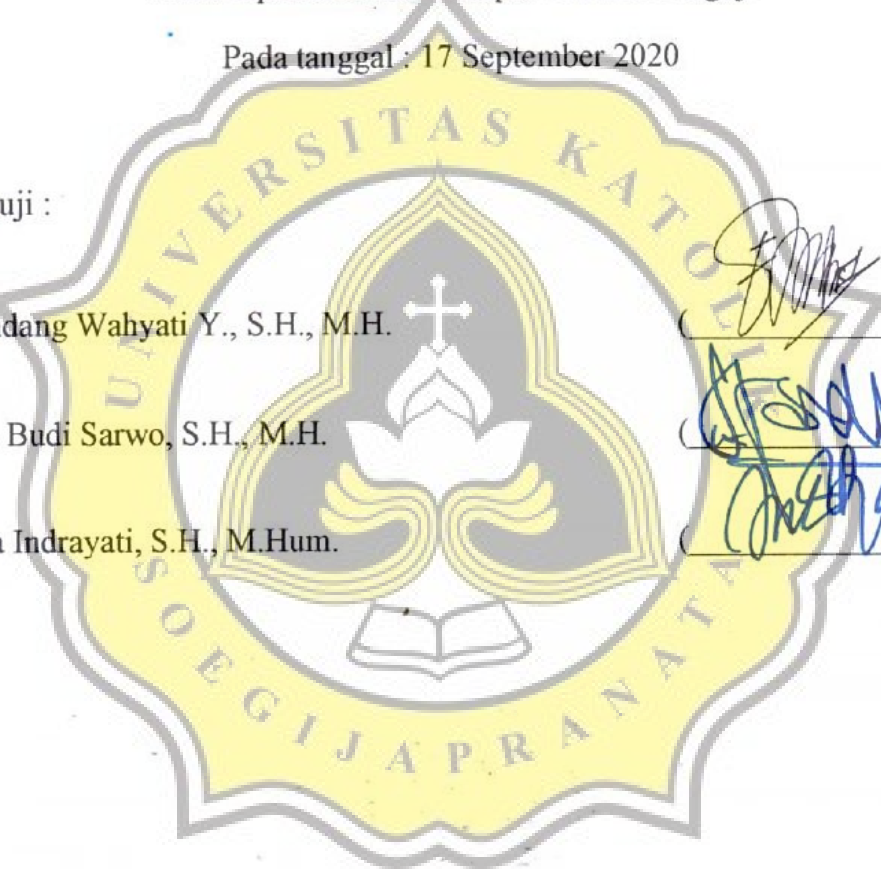 Pada tanggal : 17 September 2020
UNIVERSITAS KATOLIK
uji :
dang Wahyati Y., S.H., M.H. (
Budi Sarwo, S.H., M.H. (
a Indrayati, S.H., M.Hum. (
SOEGIJAPRANATA